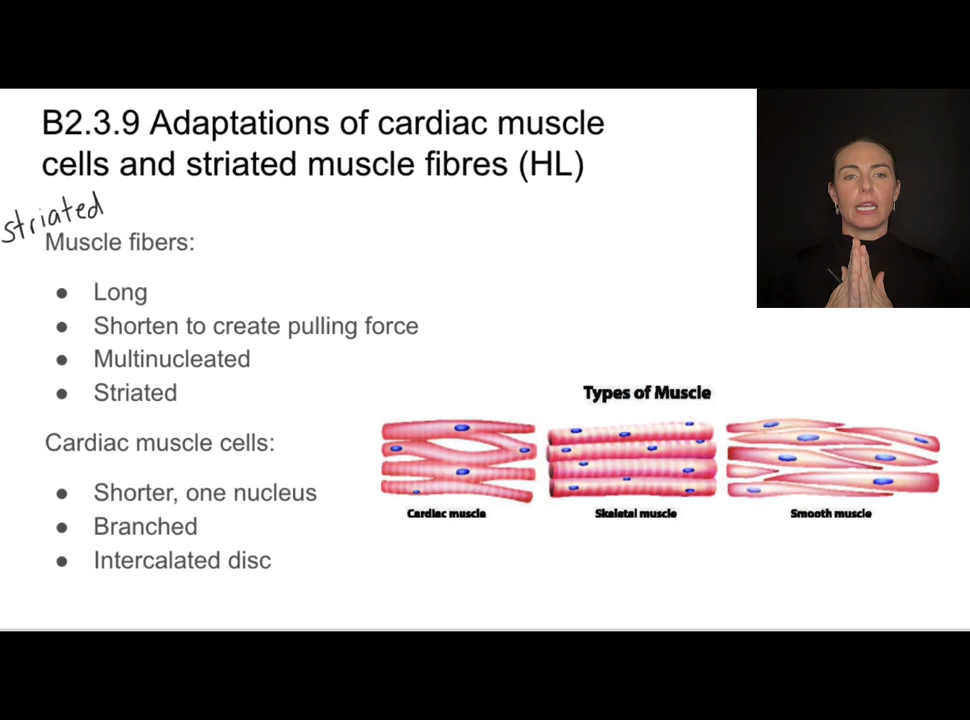 B2.3.9 Adaptations of cardiac muscle
cells and striated muscle fibres (HL)
striated
Muscle fibers:
● Long
● Shorten to create pulling force
● Multinucleated
● Striated
Cardiac muscle cells:
● Shorter, one nucleus
● Branched
● Intercalated disc
Types of Muscle
Cardiac muscle
Skeletal muscle
Smooth muscle